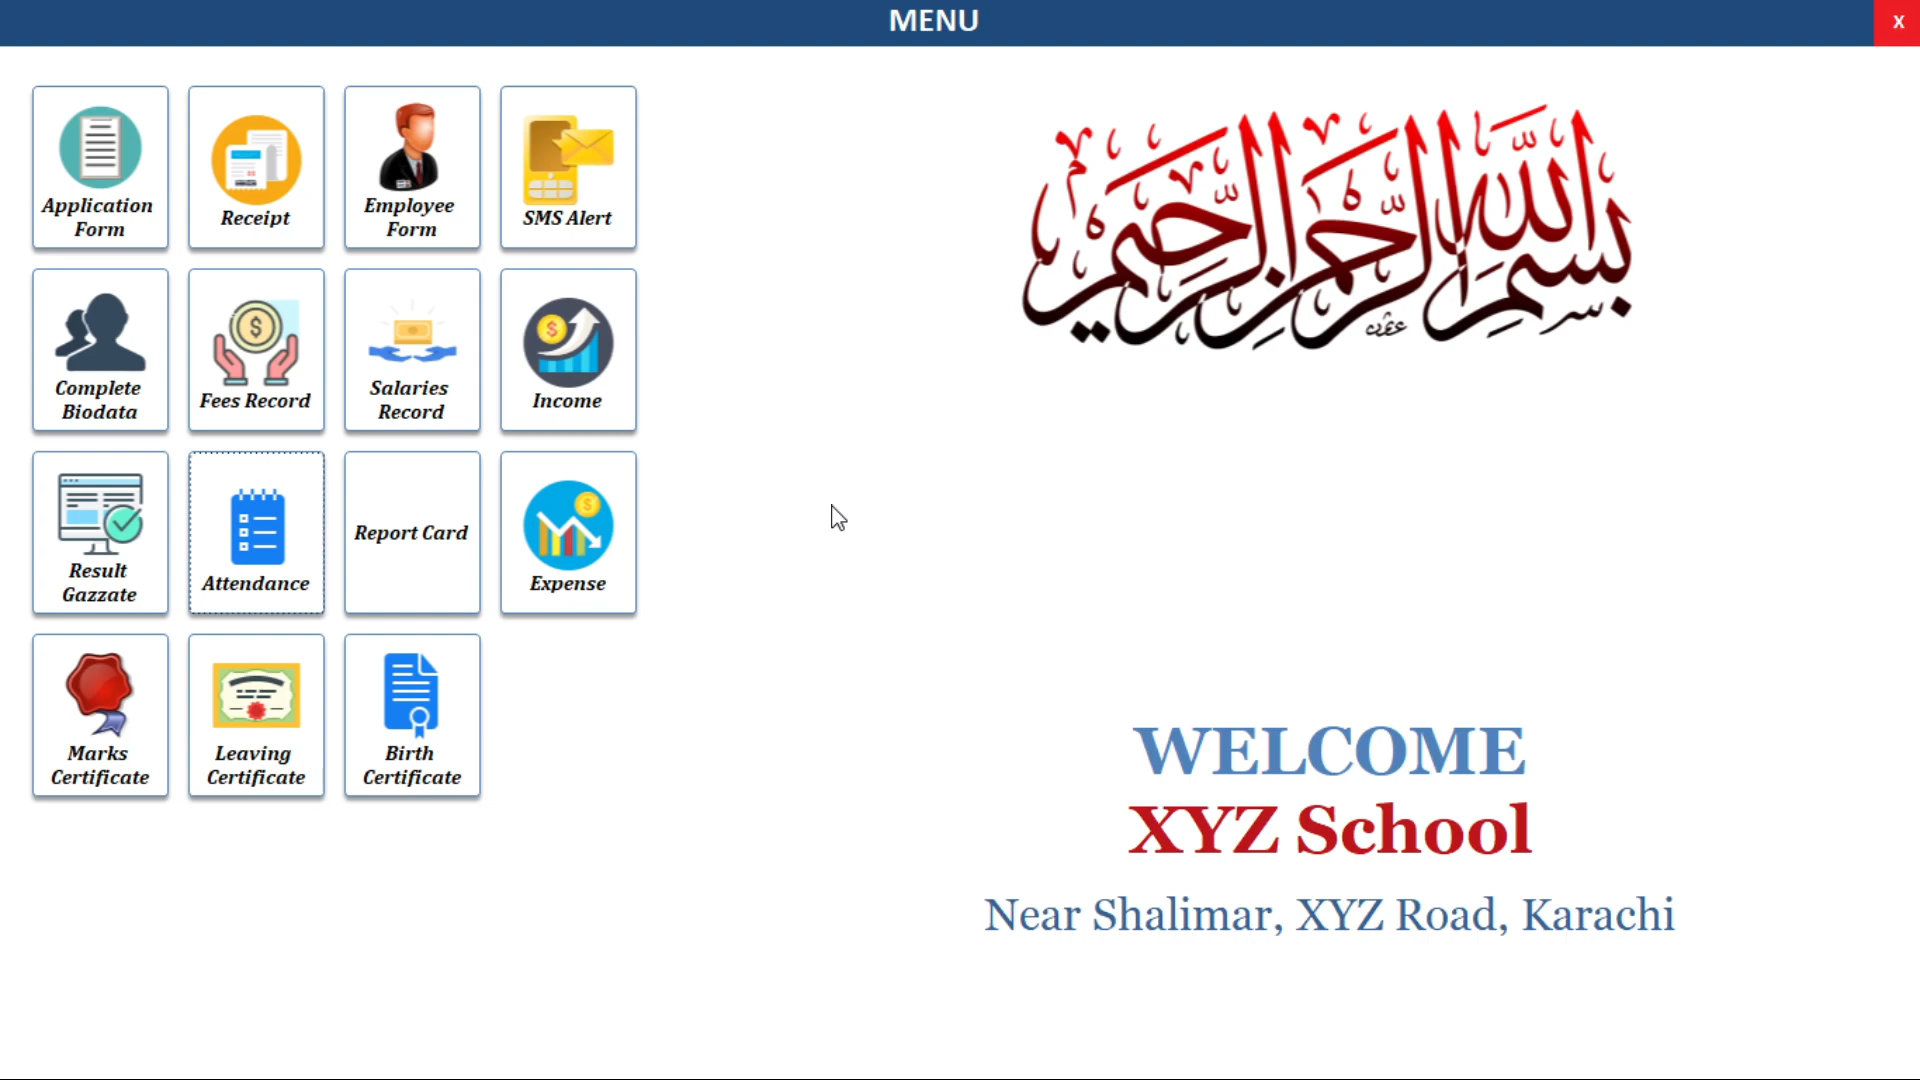 MENU
X
Application
Form
Receipt
Employee
Form
SMS Alert
Complete
Biodata
Fees Record
Salaries
Record
Income
Result
Gazzate
Attendance
Report Card
Expense
Marks
Certificate
Leaving
Certificate
Birth
Certificate
بسم الله الرحمن الرحيم
WELCOME
XYZ School
Near Shalimar, XYZ Road, Karachi